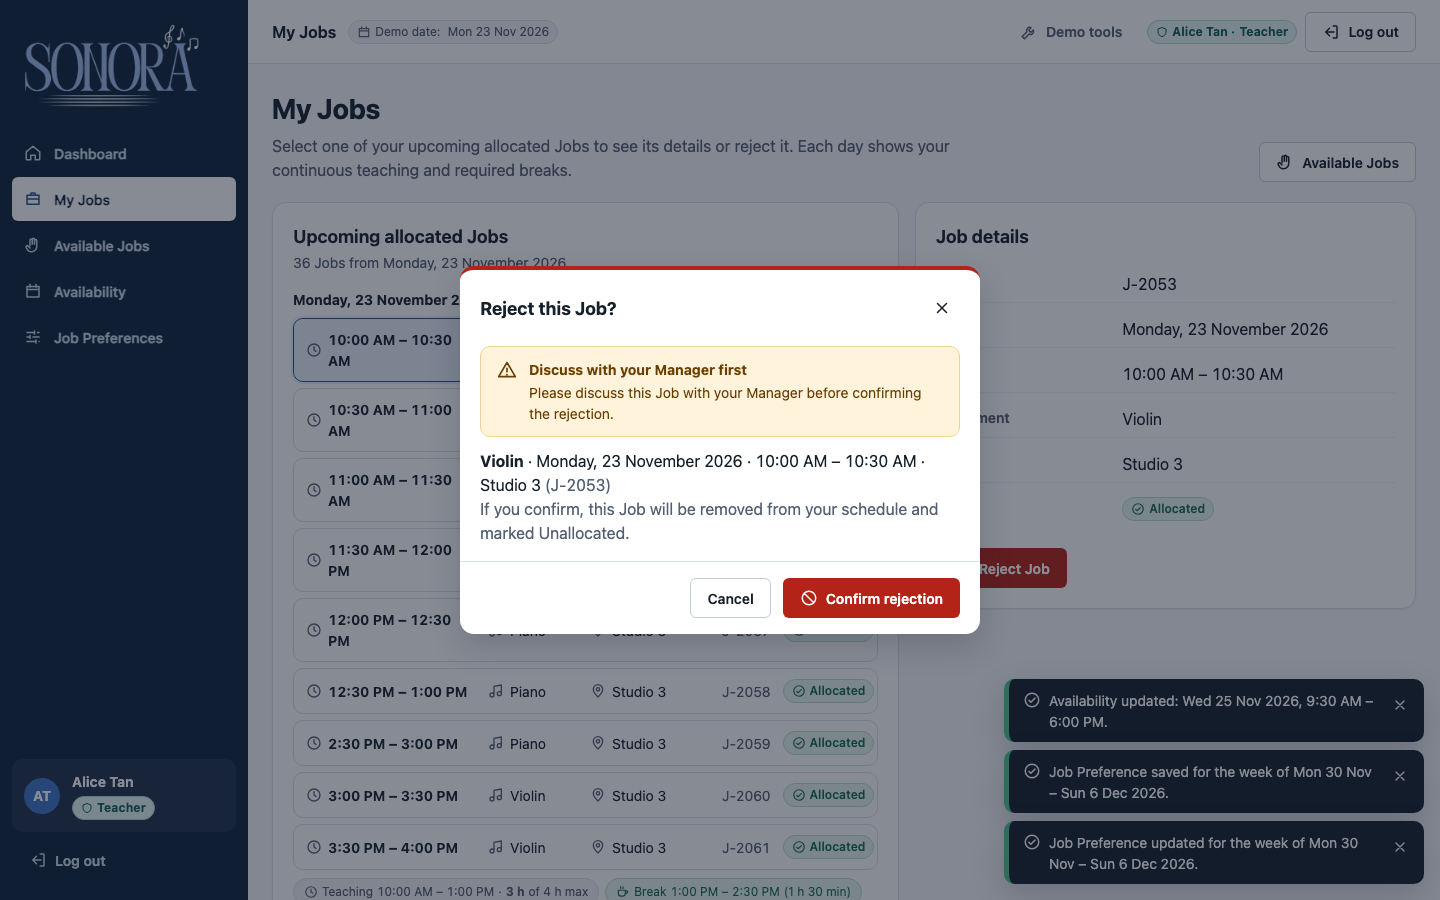 SONORA
Dashboard
My Jobs
Available Jobs
Availability
Job Preferences
AT
Alice Tan
Teacher
Log out
My Jobs
Demo date: Mon 23 Nov 2026
Demo tools
Alice Tan · Teacher
Log out
My Jobs
Select one of your upcoming allocated Jobs to see its details or reject it. Each day shows your
continuous teaching and required breaks.
Available Jobs
Upcoming allocated Jobs
36 Jobs from Monday, 23 November 2026
Monday, 23 November 2
10:00 AM – 10:30
AM
10:30 AM – 11:00
AM
11:00 AM – 11:30
AM
11:30 AM – 12:00
PM
12:00 PM – 12:30
PM
12:30 PM – 1:00 PM Piano Studio 3 J-2058 Allocated
2:30 PM – 3:00 PM Piano Studio 3 J-2059 Allocated
3:00 PM – 3:30 PM Violin Studio 3 J-2060 Allocated
3:30 PM – 4:00 PM Violin Studio 3 J-2061 Allocated
Teaching 10:00 AM – 1:00 PM · 3 h of 4 h max Break 1:00 PM – 2:30 PM (1 h 30 min)
Job details
J-2053
Monday, 23 November 2026
10:00 AM – 10:30 AM
ment Violin
Studio 3
Allocated
Reject Job
Reject this Job?
Discuss with your Manager first
Please discuss this Job with your Manager before confirming
the rejection.
Violin · Monday, 23 November 2026 · 10:00 AM – 10:30 AM ·
Studio 3 (J-2053)
If you confirm, this Job will be removed from your schedule and
marked Unallocated.
Cancel
Confirm rejection
Availability updated: Wed 25 Nov 2026, 9:30 AM –
6:00 PM.
Job Preference saved for the week of Mon 30 Nov
– Sun 6 Dec 2026.
Job Preference updated for the week of Mon 30
Nov – Sun 6 Dec 2026.